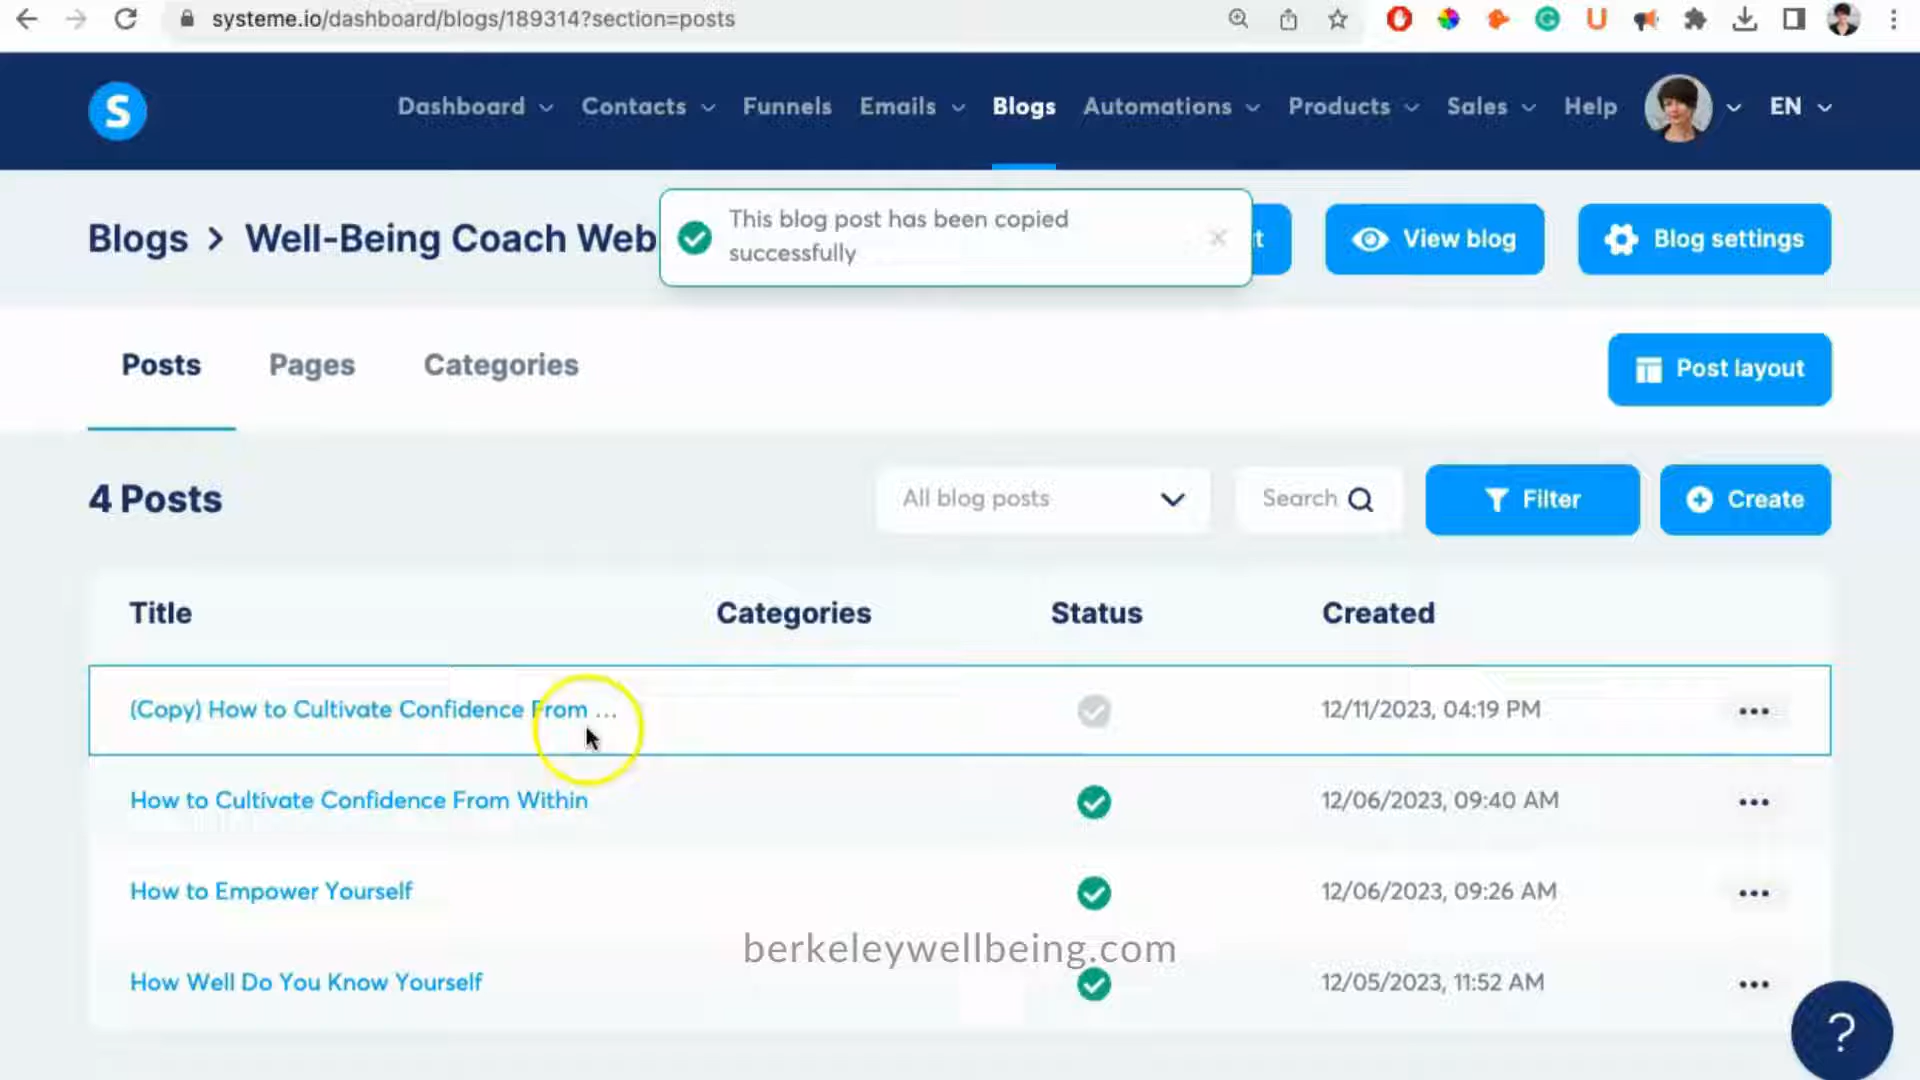 systeme.io/dashboard/blogs/189314?section=posts
S
Dashboard Contacts Funnels Emails Blogs Automations Products Sales Help EN
Blogs > Well-Being Coach Web
This blog post has been copied
successfully
t
View blog
Blog settings
Posts Pages Categories
Post layout
4 Posts
All blog posts
Search
Filter
Create
Title Categories Status Created
(Copy) How to Cultivate Confidence From ... 12/11/2023, 04:19 PM
How to Cultivate Confidence From Within 12/06/2023, 09:40 AM
How to Empower Yourself 12/06/2023, 09:26 AM
berkeleywellbeing.com
How Well Do You Know Yourself 12/05/2023, 11:52 AM
?